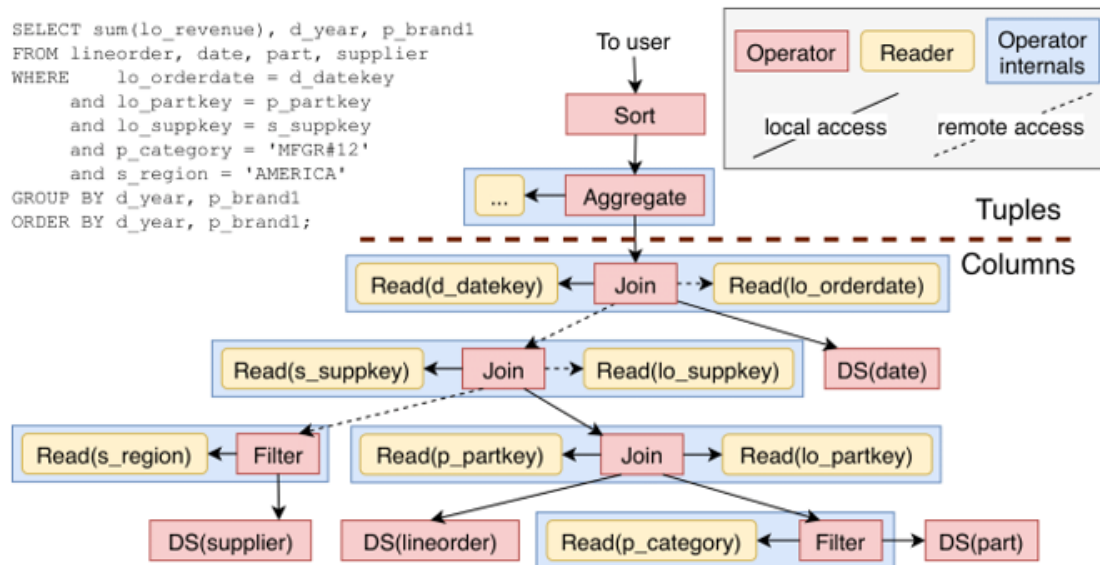 SELECT sum(lo_revenue), d_year, p_brand1
FROM lineorder, date, part, supplier
WHERE lo_orderdate = d_datekey
and lo_partkey = p_partkey
and lo_suppkey = s_suppkey
and p_category = 'MFGR#12'
and s_region = 'AMERICA'
GROUP BY d_year, p_brand1
ORDER BY d_year, p_brand1;
To user
Operator
Reader
Operator
internals
local access
remote access
Sort
...
Aggregate
Tuples
Columns
Read(d_datekey)
Join
Read(lo_orderdate)
Read(s_suppkey)
Join
Read(lo_suppkey)
DS(date)
Read(s_region)
Filter
Read(p_partkey)
Join
Read(lo_partkey)
DS(supplier)
DS(lineorder)
Read(p_category)
Filter
DS(part)